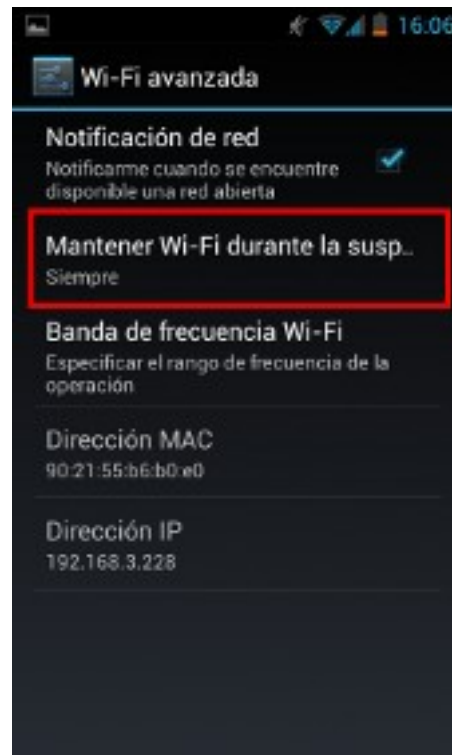 16:06
Wi-Fi avanzada
Notificación de red
Notificarme cuando se encuentre
disponible una red abierta
Mantener Wi-Fi durante la susp...
Siempre
Banda de frecuencia Wi-Fi
Especificar el rango de frecuencia de la
operación
Dirección MAC
90:21:55:b6:b0:e0
Dirección IP
192.168.3.228